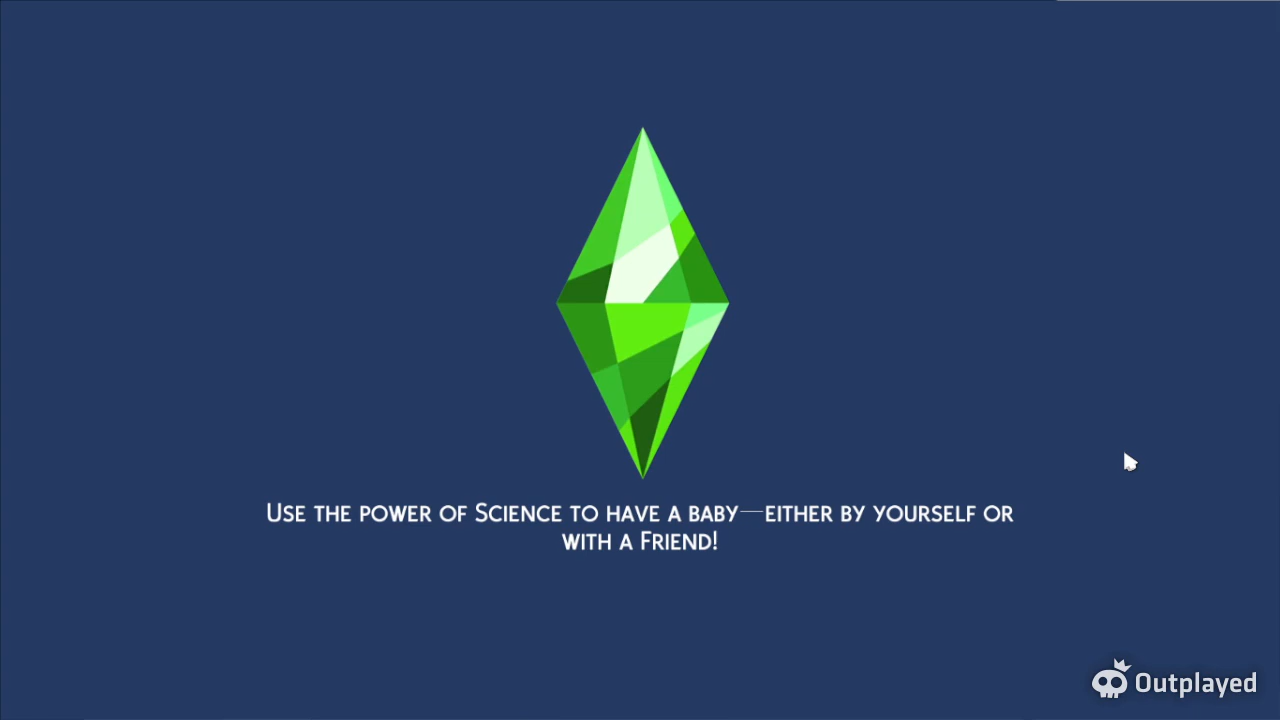 Use the power of Science to have a baby—either by yourself or
with a Friend!
Outplayed